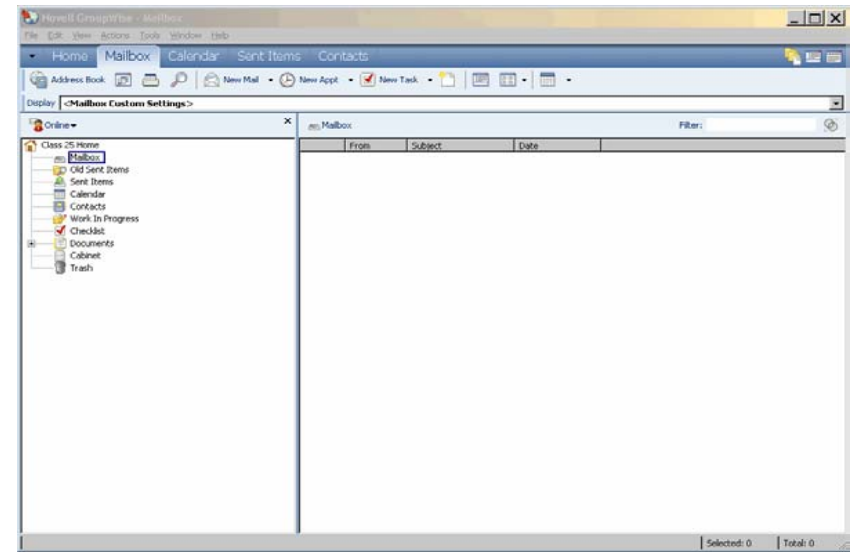 Novell GroupWise - Mailbox
File Edit View Actions Tools Window Help
Home Mailbox Calendar Sent Items Contacts
Address Book New Mail New Appt New Task
Display <Mailbox Custom Settings>
Online
Mailbox
Filter:
Class 25 Home
From Subject Date
Mailbox
Old Sent Items
Sent Items
Calendar
Contacts
Work In Progress
Checklist
Documents
Cabinet
Trash
Selected: 0 Total: 0